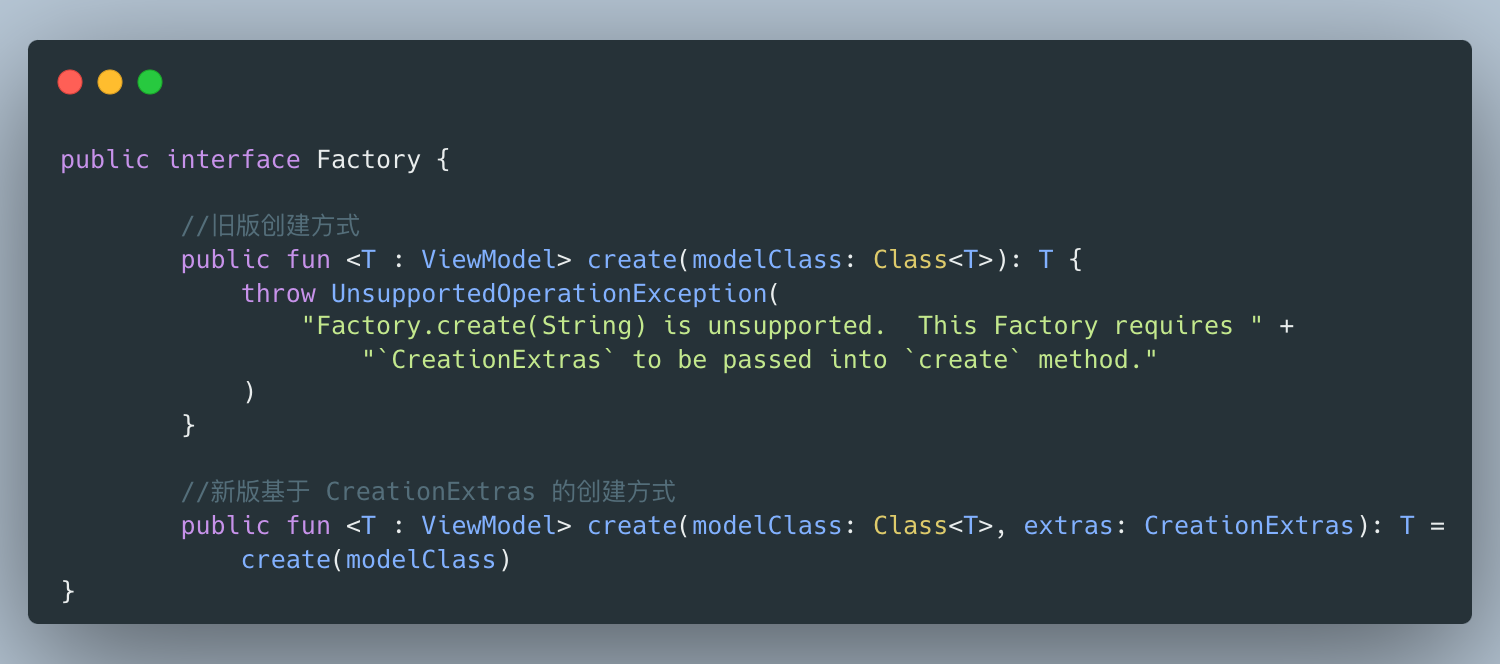 public interface Factory {
//旧版创建方式
public fun <T : ViewModel> create(modelClass: Class<T>): T {
throw UnsupportedOperationException(
"Factory.create(String) is unsupported.  This Factory requires " +
"`CreationExtras` to be passed into `create` method."
)
}
//新版基于 CreationExtras 的创建方式
public fun <T : ViewModel> create(modelClass: Class<T>, extras: CreationExtras): T =
create(modelClass)
}